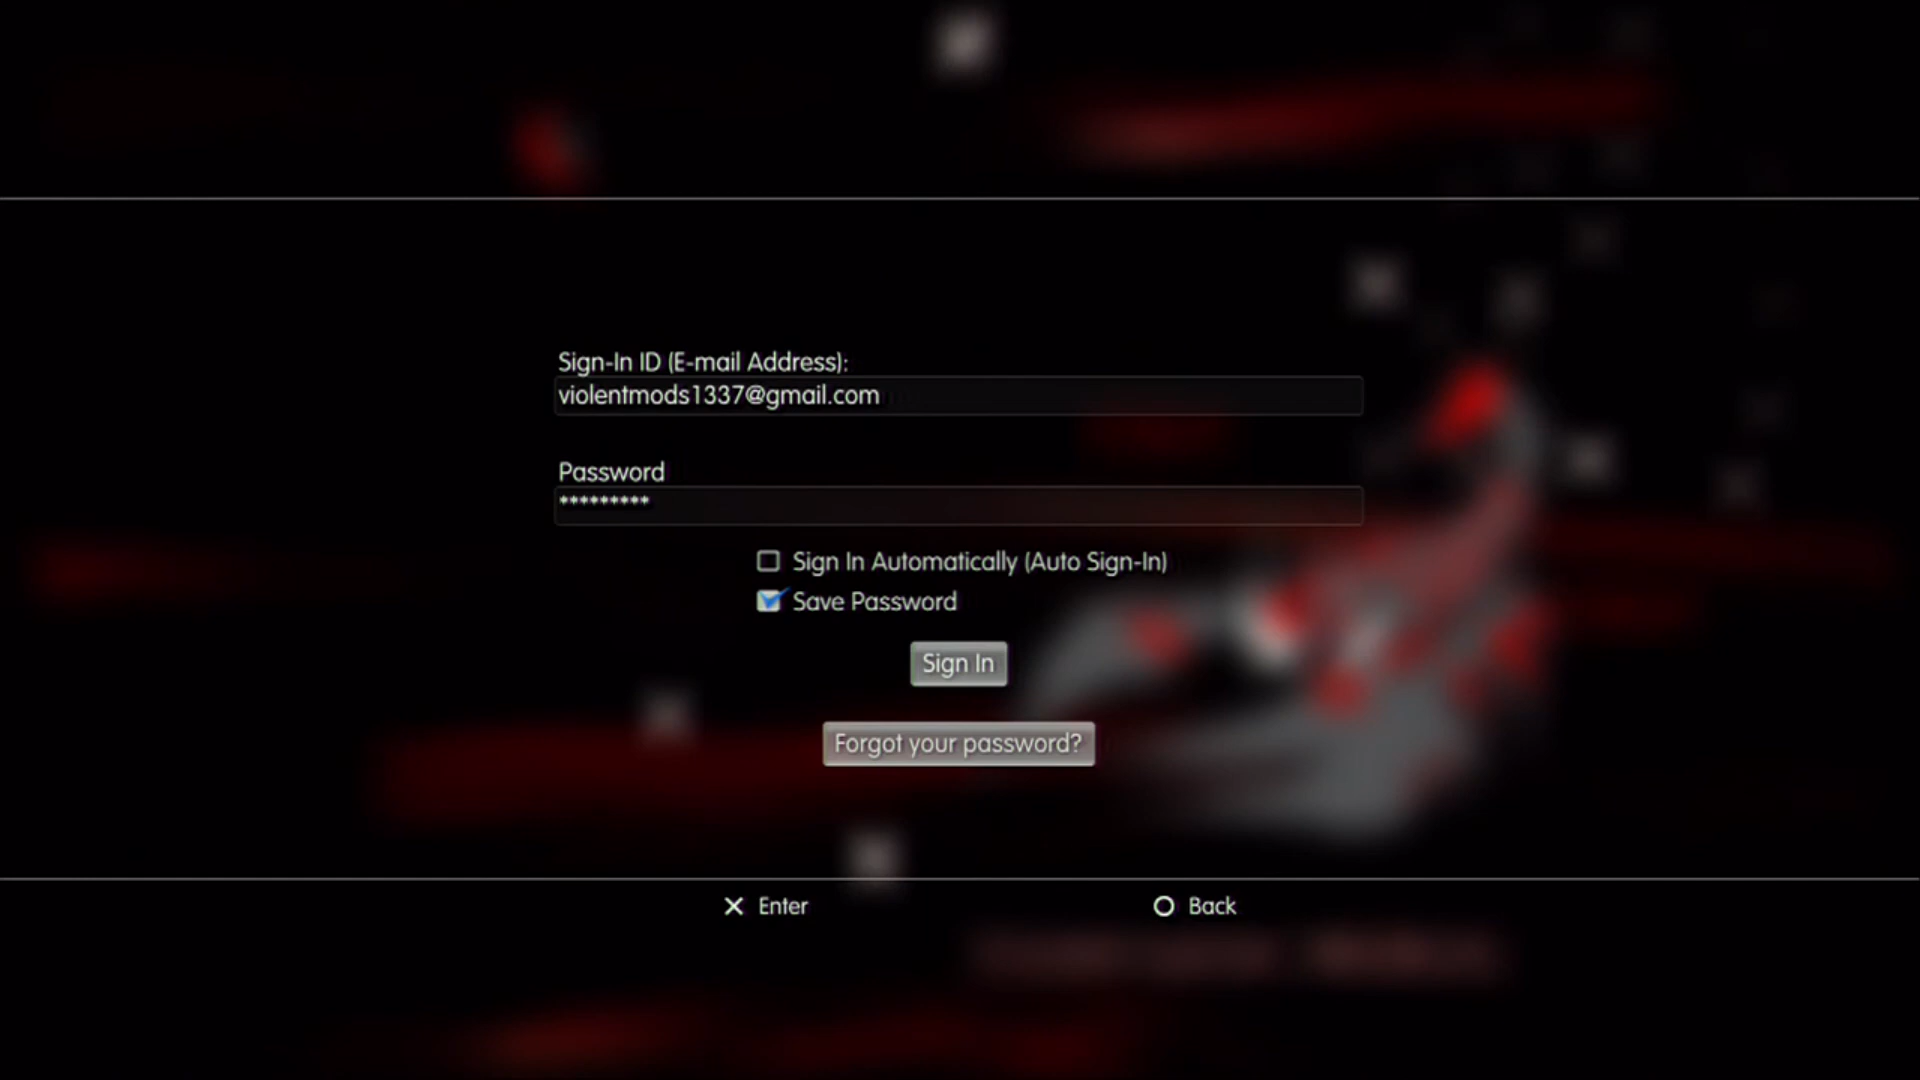 Sign-In ID (E-mail Address):
violentmods1337@gmail.com
Password
*********
Sign In Automatically (Auto Sign-In)
Save Password
Sign In
Forgot your password?
Enter
Back